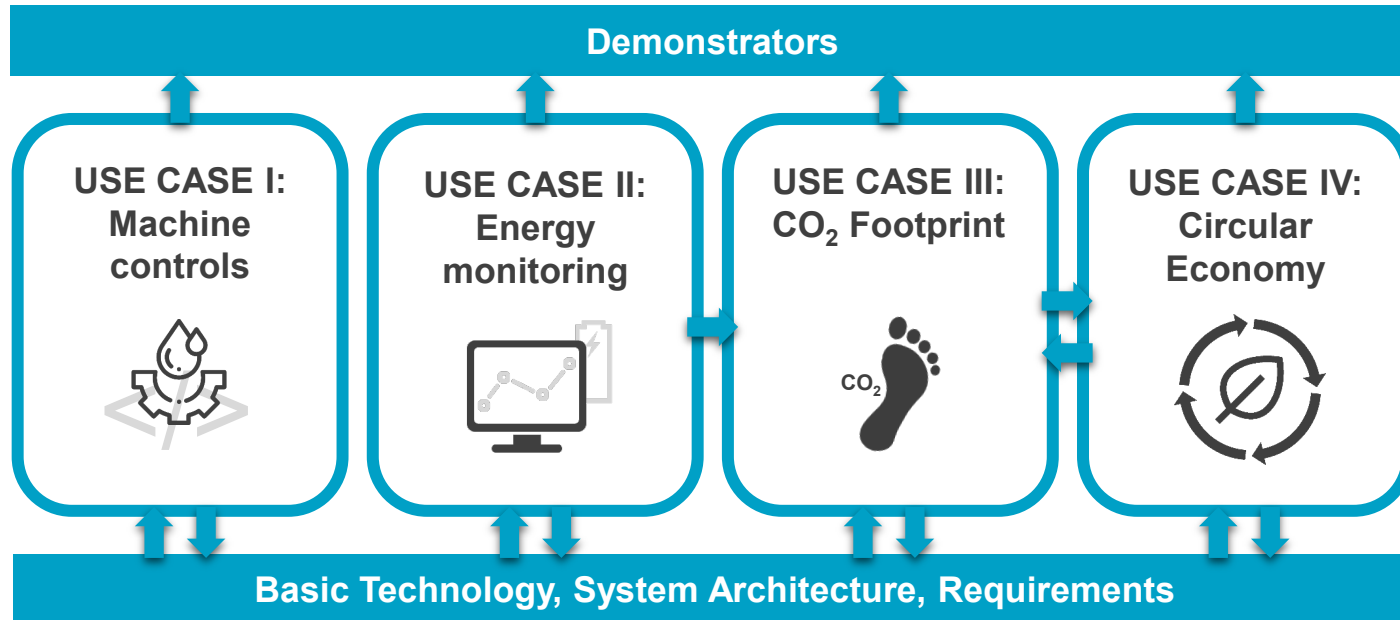 Demonstrators
USE CASE I:
Machine
controls
USE CASE II:
Energy
monitoring
USE CASE III:
CO₂ Footprint
CO₂
USE CASE IV:
Circular
Economy
Basic Technology, System Architecture, Requirements